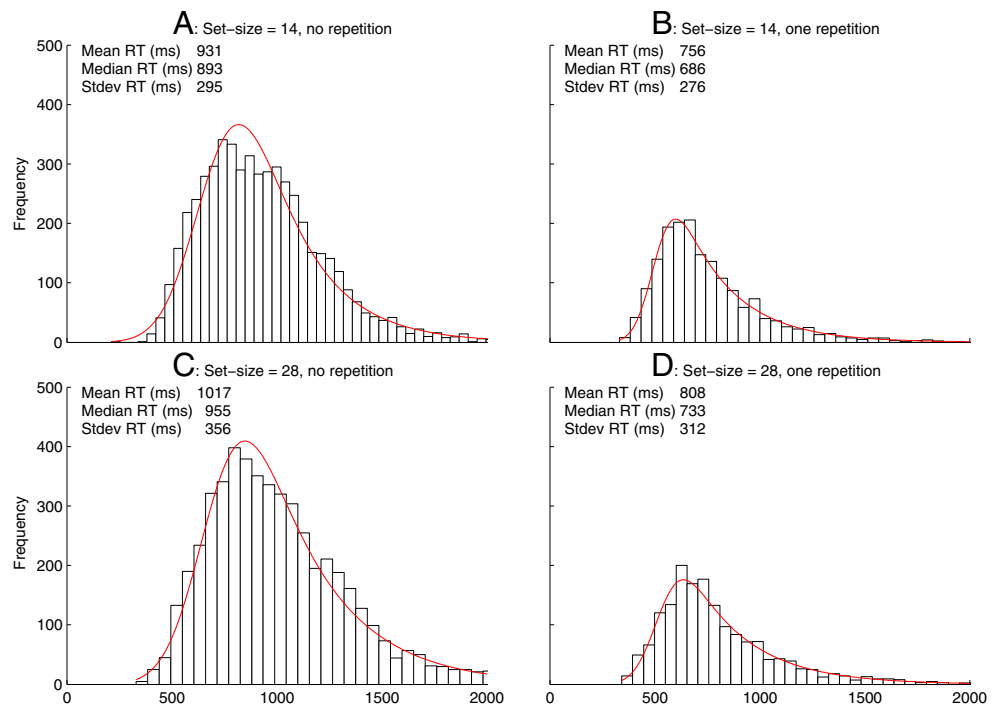 A: Set-size = 14, no repetition
Mean RT (ms) 931
Median RT (ms) 893
Stdev RT (ms) 295
500
400
300
200
100
0
Frequency
B: Set-size = 14, one repetition
Mean RT (ms) 756
Median RT (ms) 686
Stdev RT (ms) 276
C: Set-size = 28, no repetition
Mean RT (ms) 1017
Median RT (ms) 955
Stdev RT (ms) 356
500
400
300
200
100
0
Frequency
0 500 1000 1500 2000
D: Set-size = 28, one repetition
Mean RT (ms) 808
Median RT (ms) 733
Stdev RT (ms) 312
0 500 1000 1500 2000